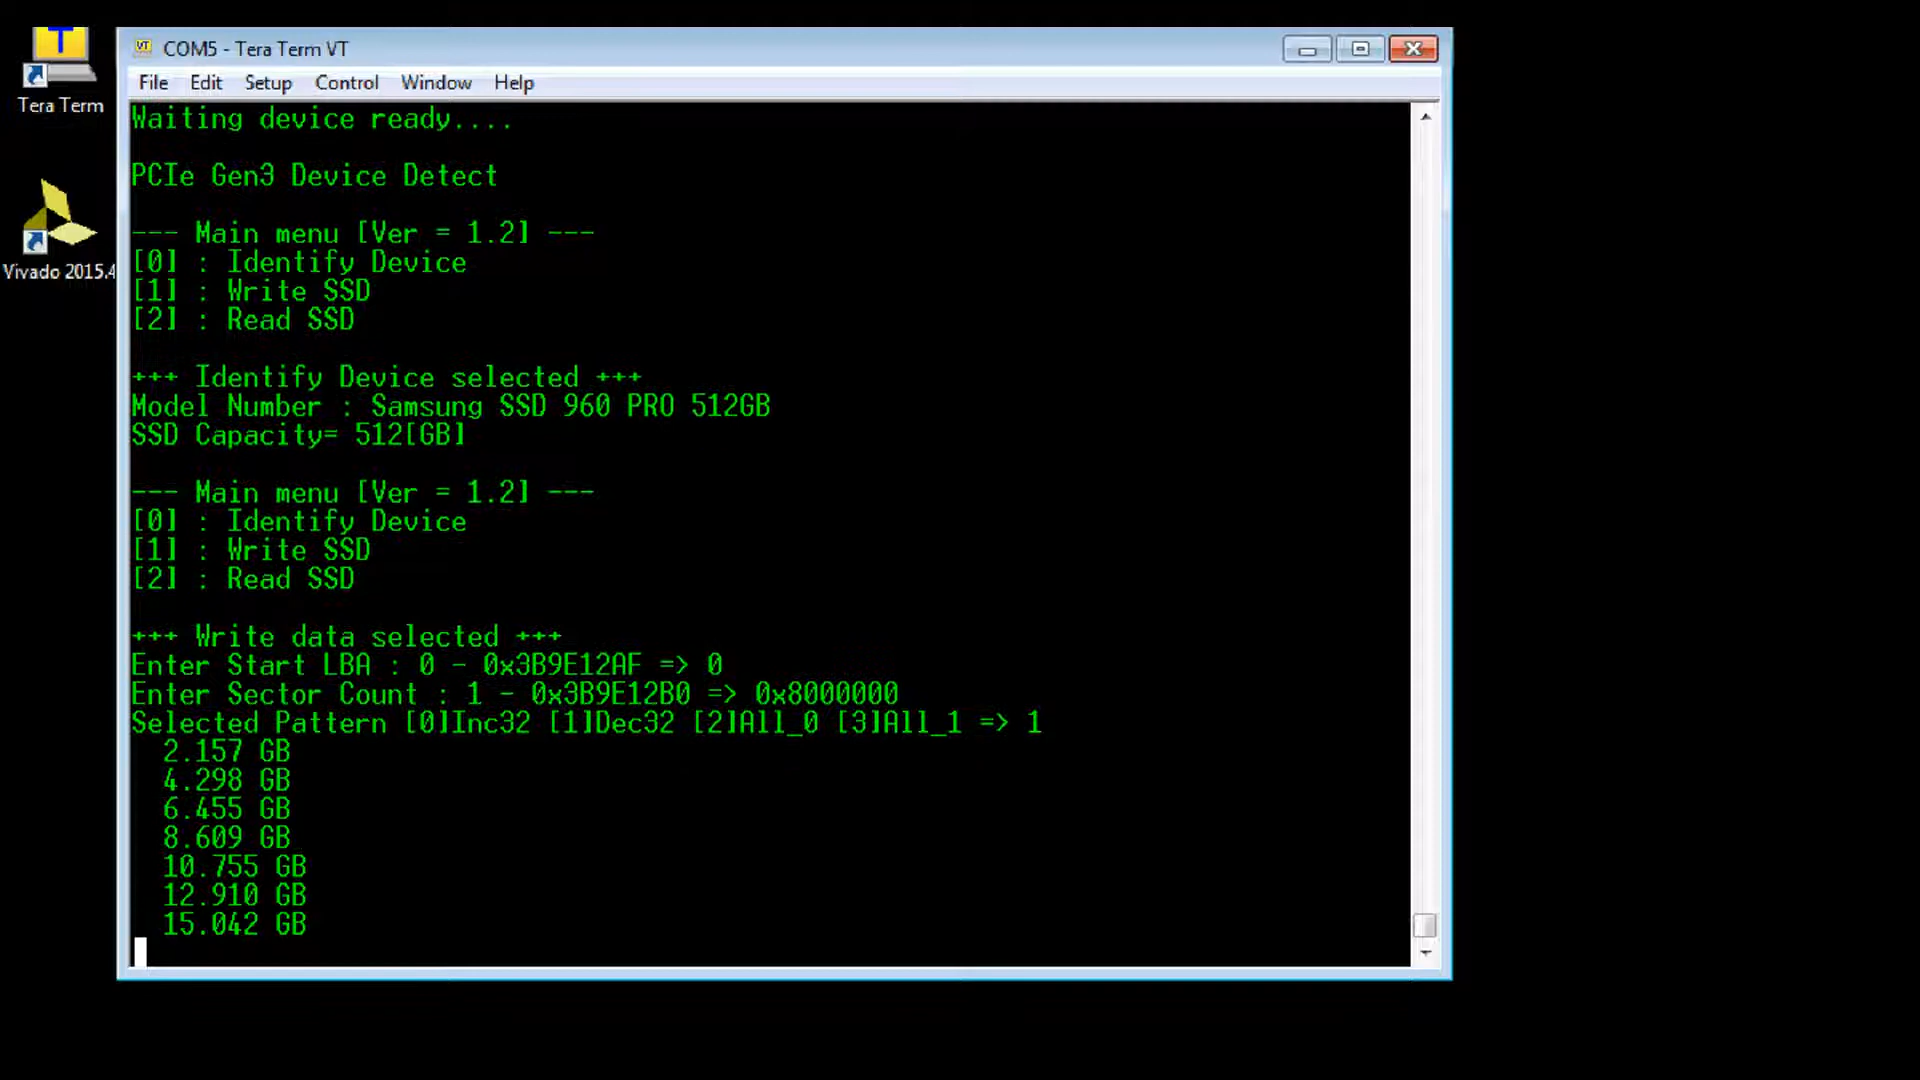 COM5 - Tera Term VT
File Edit Setup Control Window Help
Tera Term
Vivado 2015.4
Waiting device ready....
PCIe Gen3 Device Detect
--- Main menu [Ver = 1.2] ---
[0] : Identify Device
[1] : Write SSD
[2] : Read SSD
+++ Identify Device selected +++
Model Number : Samsung SSD 960 PRO 512GB
SSD Capacity= 512[GB]
--- Main menu [Ver = 1.2] ---
[0] : Identify Device
[1] : Write SSD
[2] : Read SSD
+++ Write data selected +++
Enter Start LBA : 0 - 0x3B9E12AF => 0
Enter Sector Count : 1 - 0x3B9E12B0 => 0x8000000
Selected Pattern [0]Inc32 [1]Dec32 [2]All_0 [3]All_1 => 1
2.157 GB
4.298 GB
6.455 GB
8.609 GB
10.755 GB
12.910 GB
15.042 GB